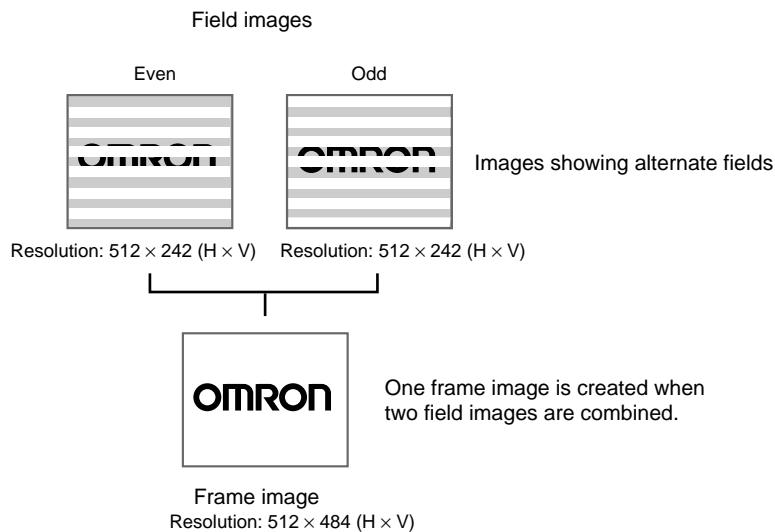 Field images
Even
Odd
OMRON
OMRON
Images showing alternate fields
Resolution: 512 × 242 (H × V)
Resolution: 512 × 242 (H × V)
OMRON
One frame image is created when
two field images are combined.
Frame image
Resolution: 512 × 484 (H × V)